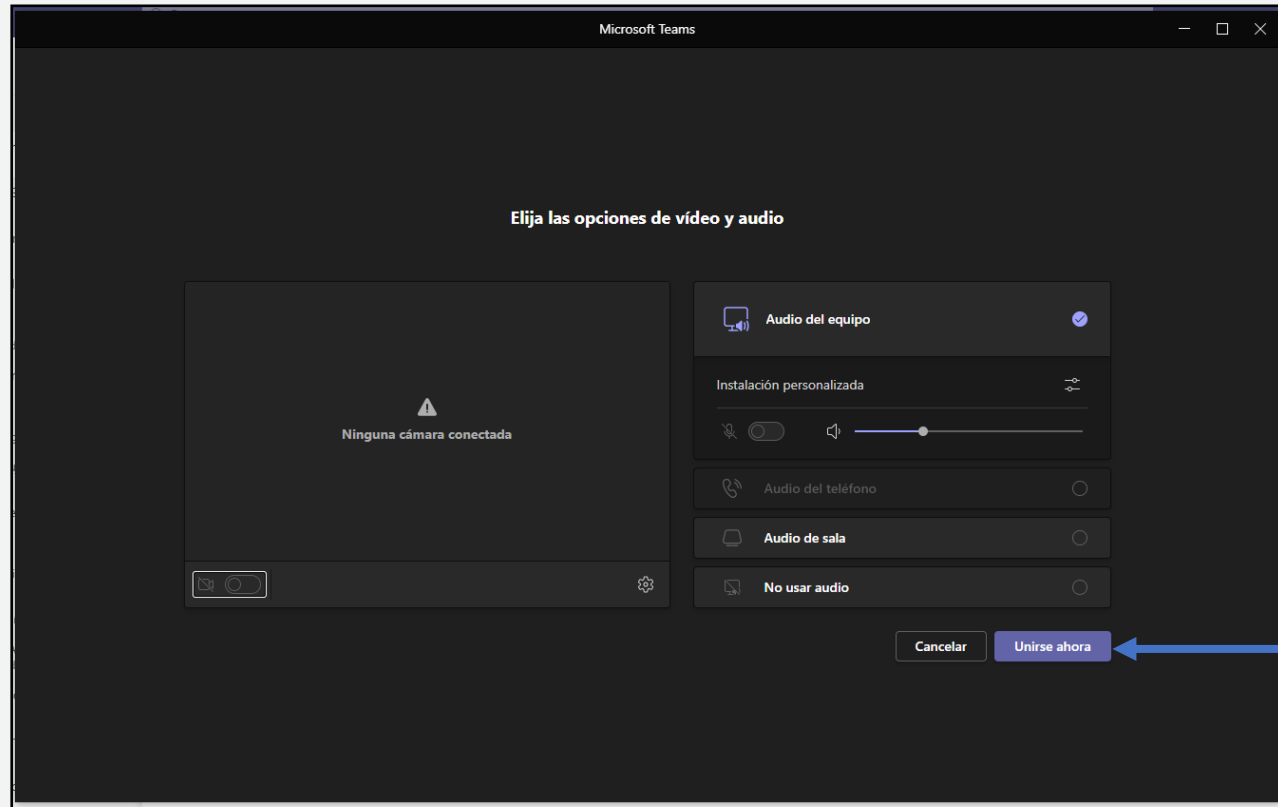 Microsoft Teams
Elija las opciones de vídeo y audio
Ninguna cámara conectada
Audio del equipo
Instalación personalizada
Audio del teléfono
Audio de sala
No usar audio
Cancelar
Unirse ahora